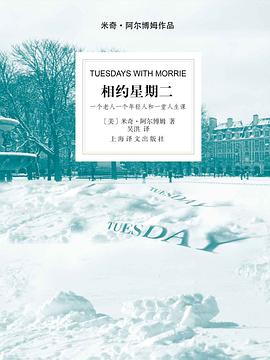 米奇·阿尔博姆作品
TUESDAYS WITH MORRIE
相约星期二
一个老人一个年轻人和一堂人生课
［美］米奇·阿尔博姆 著
吴洪 译
上海译文出版社
TUESDAY
TUESDAY
TUESDAY